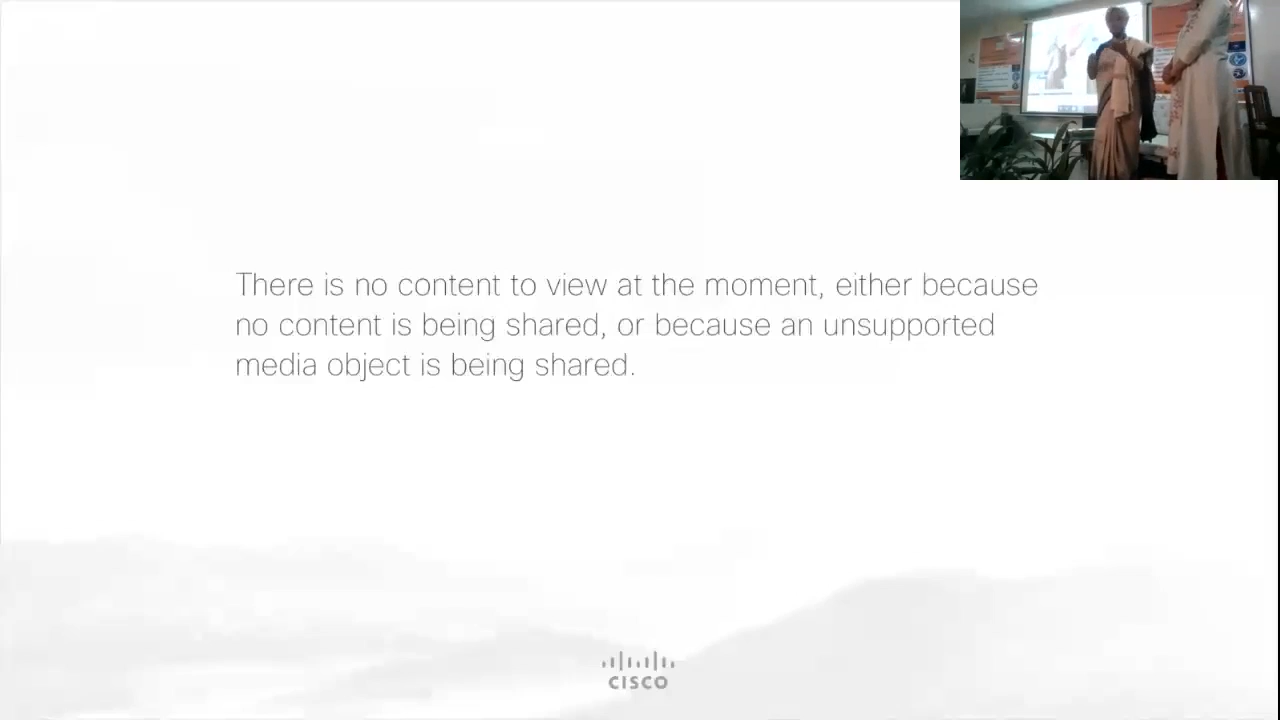 There is no content to view at the moment, either because
no content is being shared, or because an unsupported
media object is being shared.
CISCO